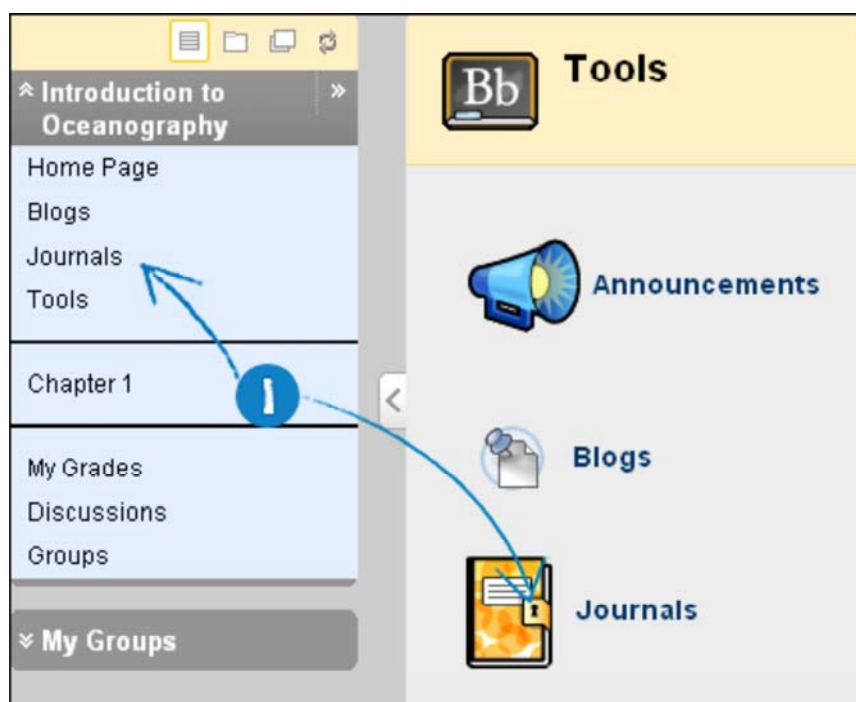 Introduction to
Oceanography
Home Page
Blogs
Journals
Tools
Chapter 1
My Grades
Discussions
Groups
My Groups
1
Bb
Tools
Announcements
Blogs
Journals